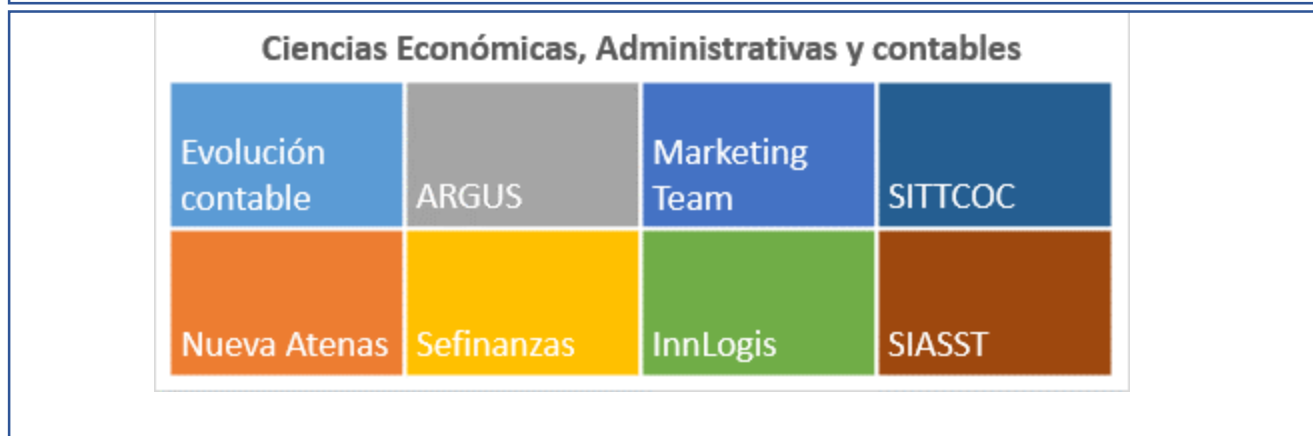 Ciencias Económicas, Administrativas y contables
Evolución
contable
ARGUS
Marketing
Team
SITTCOC
Nueva Atenas
Sefinanzas
InnLogis
SIASST